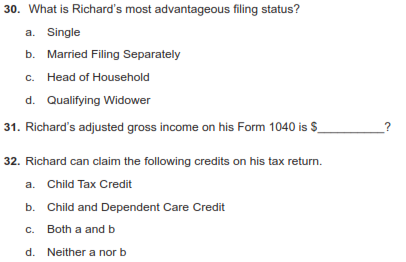 30. What is Richard's most advantageous filing status?
a. Single
b. Married Filing Separately
c. Head of Household
d. Qualifying Widower
31. Richard's adjusted gross income on his Form 1040 is $__________?
32. Richard can claim the following credits on his tax return.
a. Child Tax Credit
b. Child and Dependent Care Credit
c. Both a and b
d. Neither a nor b